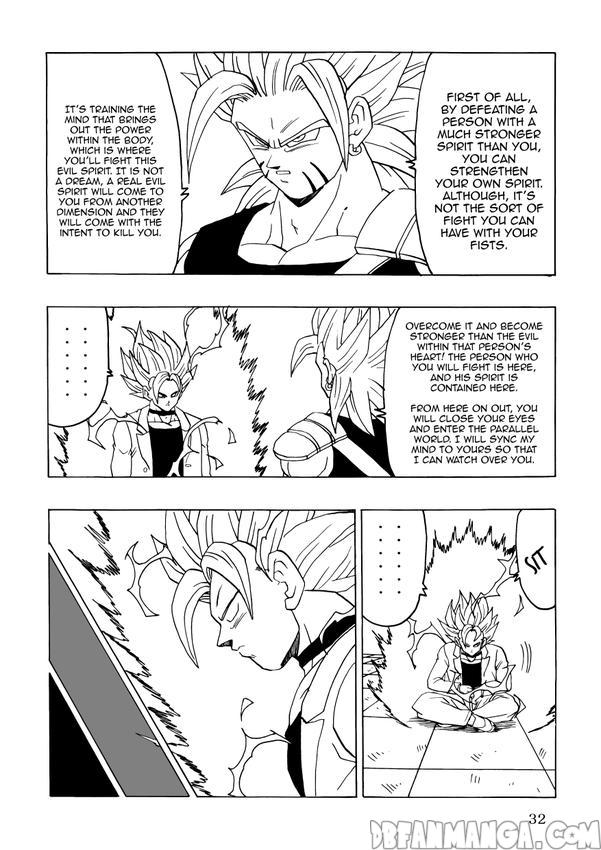 FIRST OF ALL,
BY DEFEATING A
PERSON WITH A
MUCH STRONGER
SPIRIT THAN YOU,
YOU CAN
STRENGTHEN
YOUR OWN SPIRIT.
ALTHOUGH, IT'S
NOT THE SORT OF
FIGHT YOU CAN
HAVE WITH YOUR
FISTS.
IT'S TRAINING THE
MIND THAT BRINGS
OUT THE POWER
WITHIN THE BODY,
WHICH IS WHERE
YOU'LL FIGHT THIS
EVIL SPIRIT. IT IS NOT
A DREAM, A REAL EVIL
SPIRIT WILL COME TO
YOU FROM ANOTHER
DIMENSION AND THEY
WILL COME WITH THE
INTENT TO KILL YOU.
OVERCOME IT AND BECOME
STRONGER THAN THE EVIL
WITHIN THAT PERSON'S
HEART! THE PERSON WHO
YOU WILL FIGHT IS HERE,
AND HIS SPIRIT IS
CONTAINED HERE.
FROM HERE ON OUT, YOU
WILL CLOSE YOUR EYES
AND ENTER THE PARALLEL
WORLD. I WILL SYNC MY
MIND TO YOURS SO THAT
I CAN WATCH OVER YOU.
. . . . . .
. . . . . .
. . . . . .
. . . . . .
SIT
32
DBFANMANGA.COM